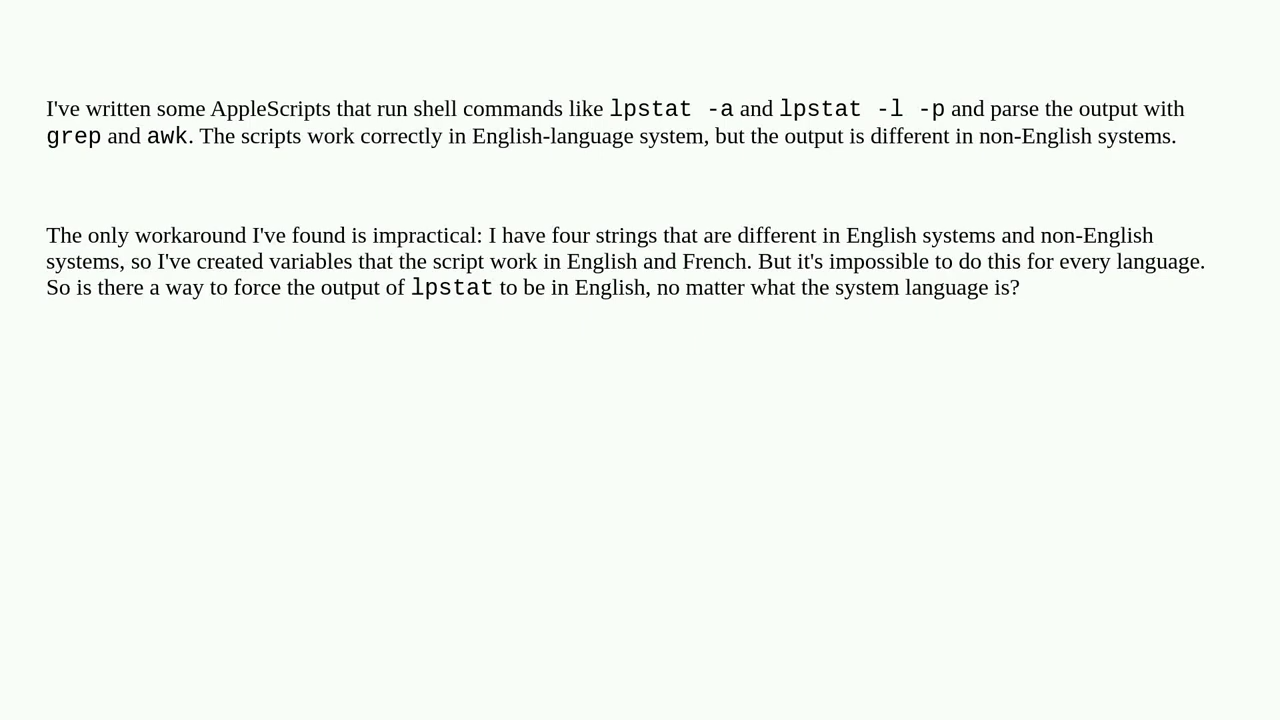 I've written some AppleScripts that run shell commands like lpstat -a and lpstat -l -p and parse the output with
grep and awk. The scripts work correctly in English-language system, but the output is different in non-English systems.
The only workaround I've found is impractical: I have four strings that are different in English systems and non-English
systems, so I've created variables that the script work in English and French. But it's impossible to do this for every language.
So is there a way to force the output of lpstat to be in English, no matter what the system language is?